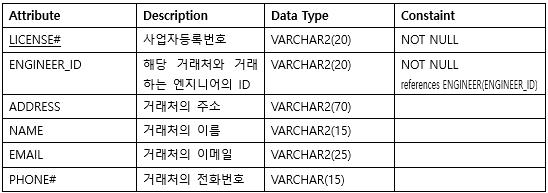 Attribute Description Data Type Constaint
LICENSE# 사업자등록번호 VARCHAR2(20) NOT NULL
ENGINEER_ID 해당 거래처와 거래 VARCHAR2(20) NOT NULL
하는 엔지니어의 ID references ENGINEER(ENGINEER_ID)
ADDRESS 거래처의 주소 VARCHAR2(70)
NAME 거래처의 이름 VARCHAR2(15)
EMAIL 거래처의 이메일 VARCHAR2(25)
PHONE# 거래처의 전화번호 VARCHAR(15)